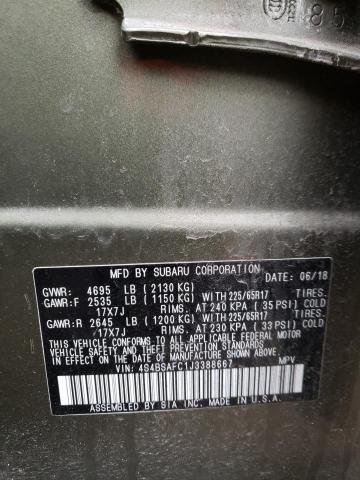 85
MFD BY SUBARU CORPORATION 06/18
GVWR: 4695 LB (2130 KG)
GAWR:F 2535 LB (1150 KG) WITH 225/65R17 TIRES.
17X7J RIMS. AT 240 KPA (35 PSI) COLD
GAWR:R 2645 LB (1200 KG) WITH 225/65R17 TIRES.
17X7J RIMS. AT 230 KPA (33 PSI) COLD
THIS VEHICLE CONFORMS TO ALL APPLICABLE FEDERAL MOTOR
VEHICLE SAFETY, BUMPER, AND THEFT PREVENTION STANDARDS
IN EFFECT ON THE DATE OF MANUFACTURE SHOWN ABOVE.
VIN: 4S4BSAFC1J3388667 MPV
ASSEMBLED BY SIA INC. MADE IN U.S.A.